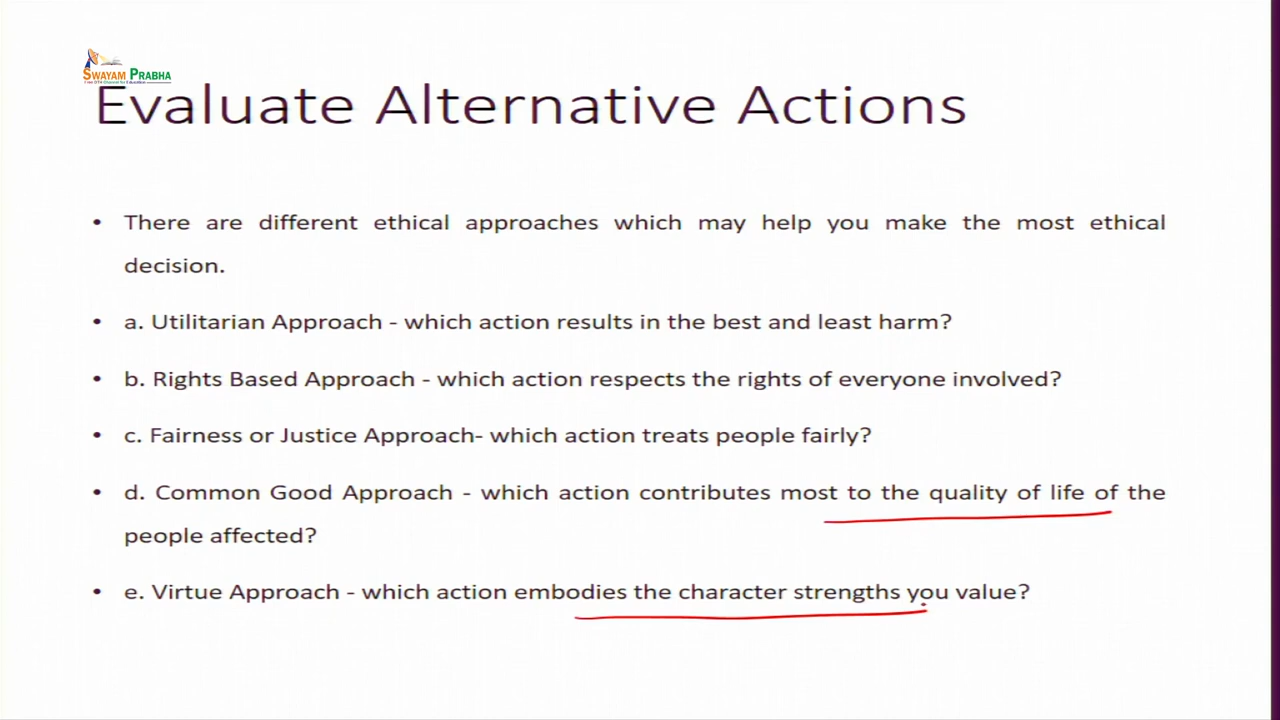 SWAYAM PRABHA
Evaluate Alternative Actions
• There are different ethical approaches which may help you make the most ethical
decision.
• a. Utilitarian Approach - which action results in the best and least harm?
• b. Rights Based Approach - which action respects the rights of everyone involved?
• c. Fairness or Justice Approach- which action treats people fairly?
• d. Common Good Approach - which action contributes most to the quality of life of the
people affected?
• e. Virtue Approach - which action embodies the character strengths you value?